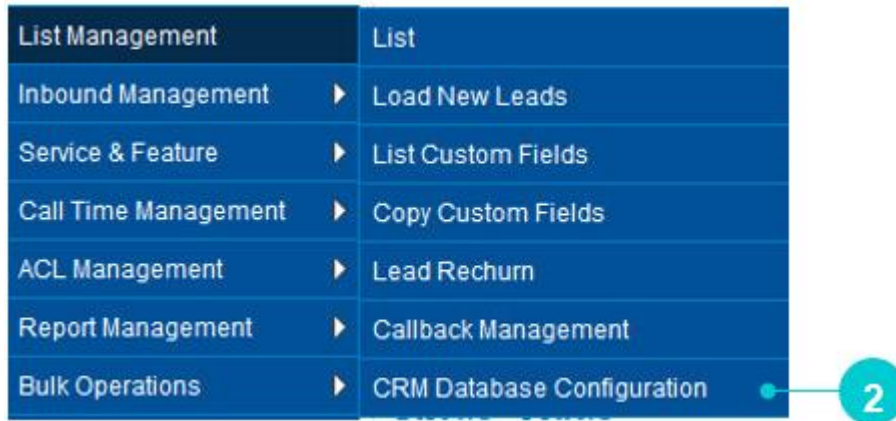 List Management
Inbound Management
Service & Feature
Call Time Management
ACL Management
Report Management
Bulk Operations
List
Load New Leads
List Custom Fields
Copy Custom Fields
Lead Rechurn
Callback Management
CRM Database Configuration
2